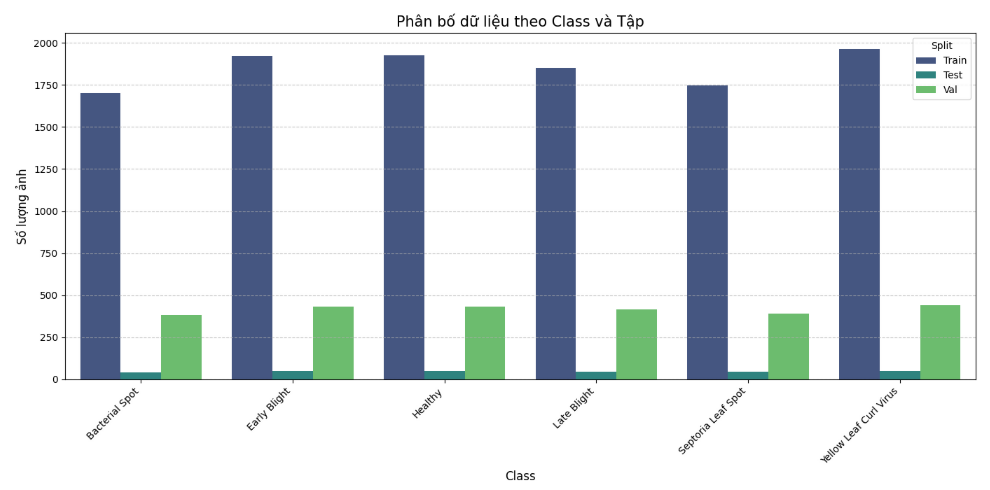 Phân bố dữ liệu theo Class và Tập
Split
Train
Test
Val
Số lượng ảnh
2000
1750
1500
1250
1000
750
500
250
0
Bacterial Spot
Early Blight
Healthy
Late Blight
Septoria Leaf Spot
Yellow Leaf Curl Virus
Class